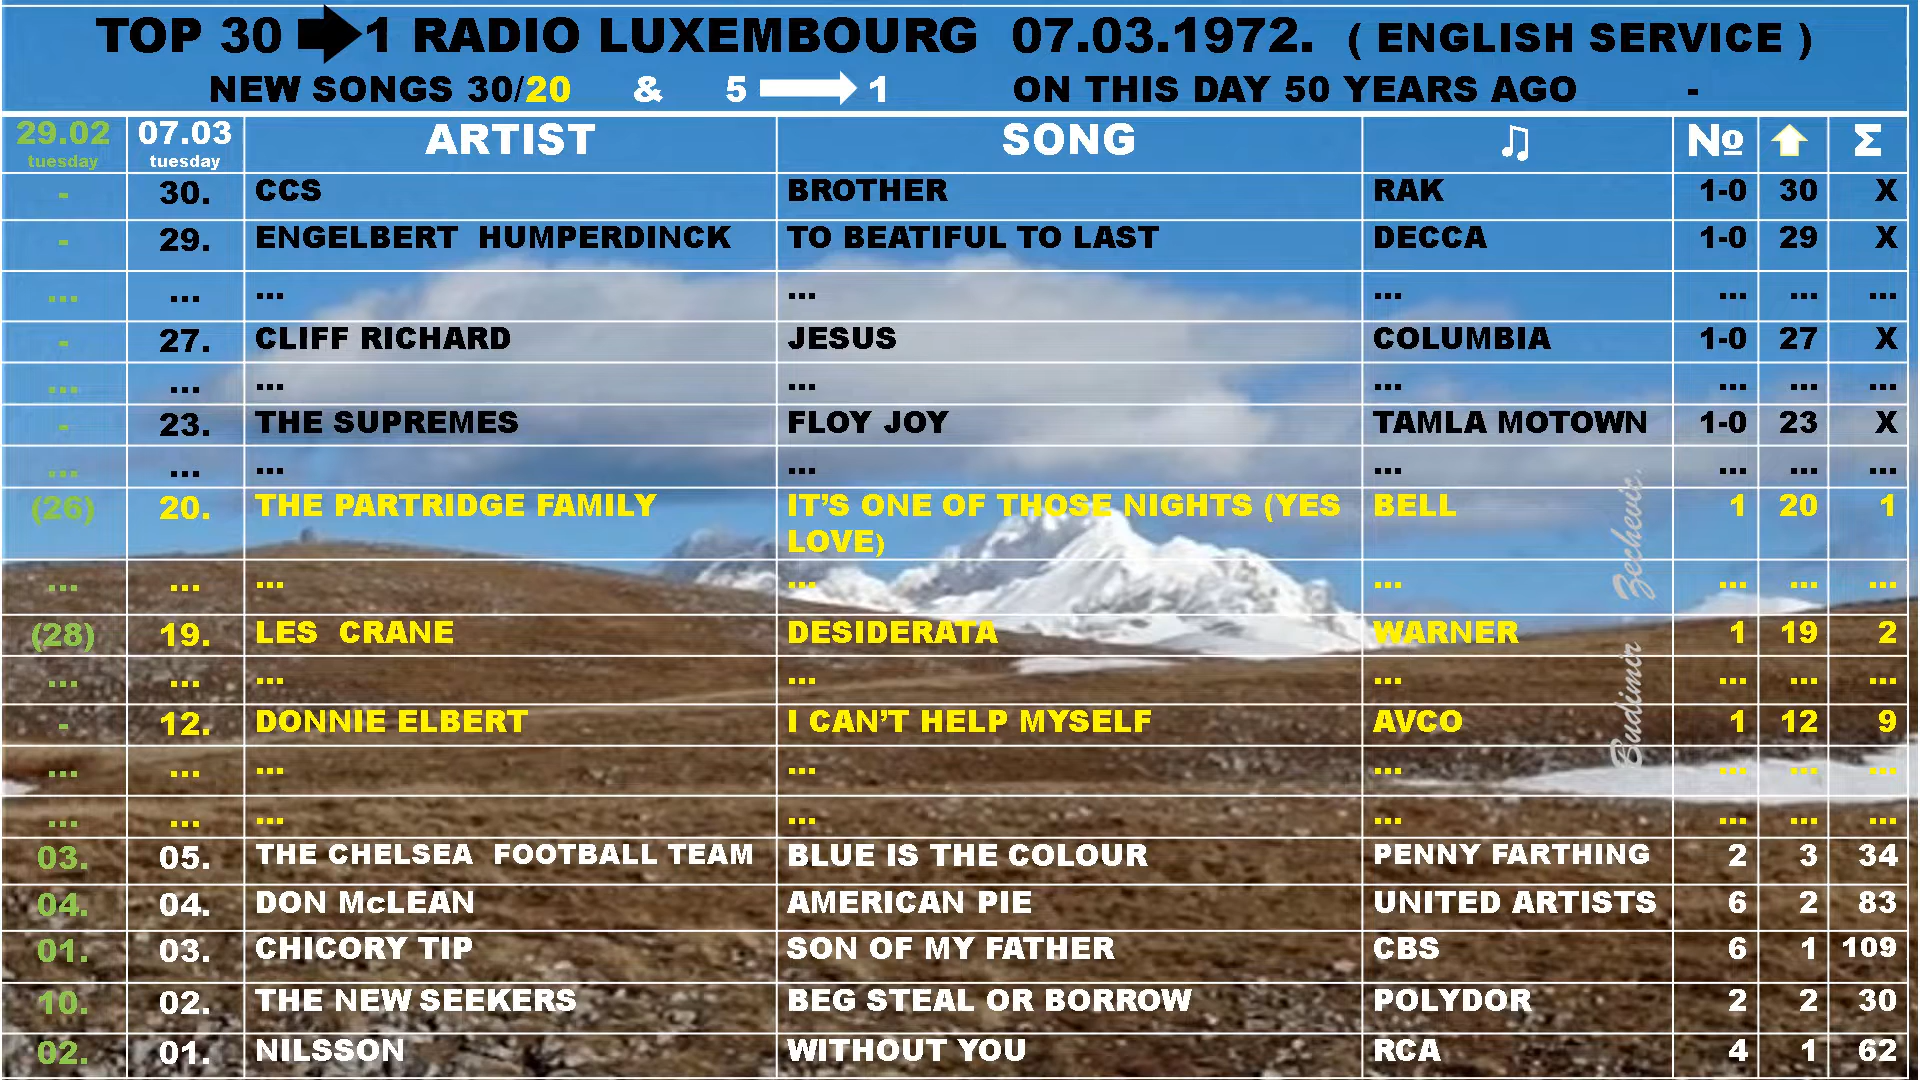 TOP 30 1 RADIO LUXEMBOURG 07.03.1972. ( ENGLISH SERVICE )
NEW SONGS 30/20 & 5 1 ON THIS DAY 50 YEARS AGO -
29.02 tuesday 07.03 tuesday ARTIST SONG ♫ № ↑ Σ
- 30. CCS BROTHER RAK 1-0 30 X
- 29. ENGELBERT HUMPERDINCK TO BEATIFUL TO LAST DECCA 1-0 29 X
... ... ... ... ... ... ... ...
- 27. CLIFF RICHARD JESUS COLUMBIA 1-0 27 X
... ... ... ... ... ... ... ...
- 23. THE SUPREMES FLOY JOY TAMLA MOTOWN 1-0 23 X
... ... ... ... ... ... ... ...
(26) 20. THE PARTRIDGE FAMILY IT’S ONE OF THOSE NIGHTS (YES BELL 1 20 1
LOVE)
... ... ... ... ... ... ... ...
(28) 19. LES CRANE DESIDERATA WARNER 1 19 2
... ... ... ... ... ... ... ...
- 12. DONNIE ELBERT I CAN’T HELP MYSELF AVCO 1 12 9
... ... ... ... ... ... ... ...
... ... ... ... ... ... ... ...
03. 05. THE CHELSEA FOOTBALL TEAM BLUE IS THE COLOUR PENNY FARTHING 2 3 34
04. 04. DON McLEAN AMERICAN PIE UNITED ARTISTS 6 2 83
01. 03. CHICORY TIP SON OF MY FATHER CBS 6 1 109
10. 02. THE NEW SEEKERS BEG STEAL OR BORROW POLYDOR 2 2 30
02. 01. NILSSON WITHOUT YOU RCA 4 1 62
Budimir Zechevic.